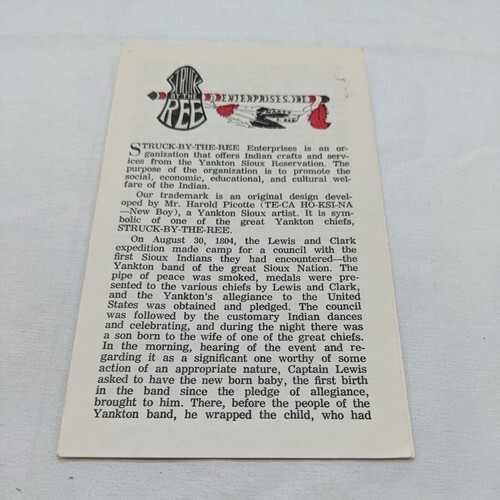 STRUCK
BY THE
REE
ENTERPRISES, INC.
STRUCK-BY-THE-REE Enterprises is an or-
ganization that offers Indian crafts and serv-
ices from the Yankton Sioux Reservation. The
purpose of the organization is to promote the
social, economic, educational, and cultural wel-
fare of the Indian.
Our trademark is an original design devel-
oped by Mr. Harold Picotte (TE-CA HO-KSI-NA
—New Boy), a Yankton Sioux artist. It is sym-
bolic of one of the great Yankton chiefs,
STRUCK-BY-THE-REE.
On August 30, 1804, the Lewis and Clark
expedition made camp for a council with the
first Sioux Indians they had encountered—the
Yankton band of the great Sioux Nation. The
pipe of peace was smoked, medals were pre-
sented to the various chiefs by Lewis and Clark,
and the Yankton's allegiance to the United
States was obtained and pledged. The council
was followed by the customary Indian dances
and celebrating, and during the night there was
a son born to the wife of one of the great chiefs.
In the morning, hearing of the event and re-
garding it as a significant one worthy of some
action of an appropriate nature, Captain Lewis
asked to have the new born baby, the first birth
in the band since the pledge of allegiance,
brought to him. There, before the people of the
Yankton band, he wrapped the child, who had